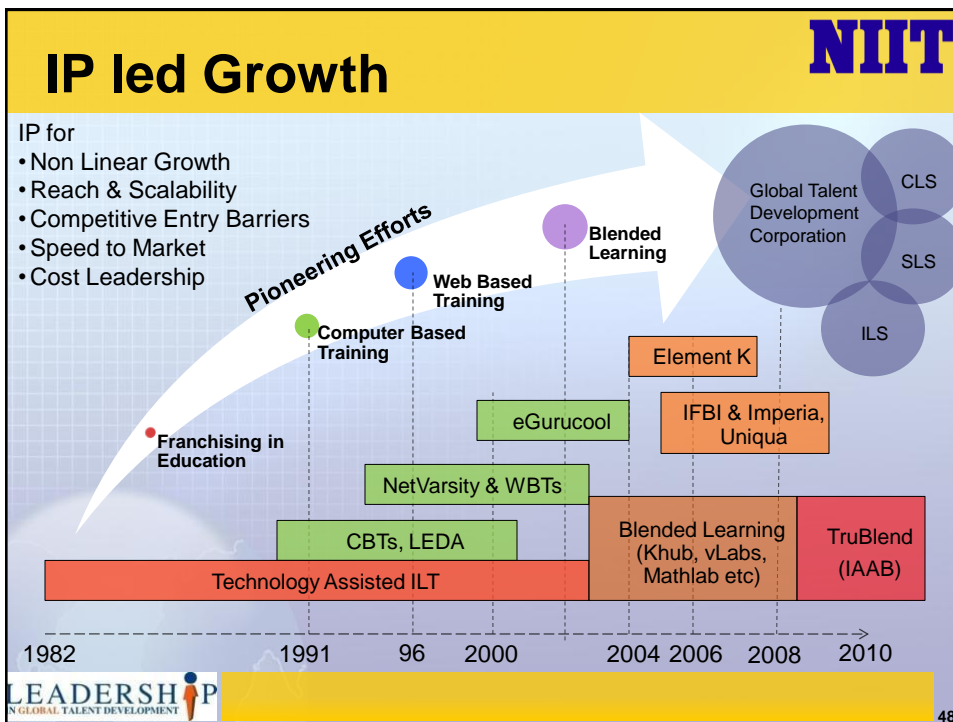 IP led Growth
NIIT
IP for
• Non Linear Growth
• Reach & Scalability
• Competitive Entry Barriers
• Speed to Market
• Cost Leadership
Pioneering Efforts
Franchising in
Education
Computer Based
Training
Web Based
Training
Blended
Learning
Global Talent
Development
Corporation
CLS
SLS
ILS
Element K
eGurucool
IFBI & Imperia,
Uniqua
NetVarsity & WBTs
CBTs, LEDA
Technology Assisted ILT
Blended Learning
(Khub, vLabs,
Mathlab etc)
TruBlend
(IAAB)
1982 1991 96 2000 2004 2006 2008 2010
LEADERSHIP
N GLOBAL TALENT DEVELOPMENT
48